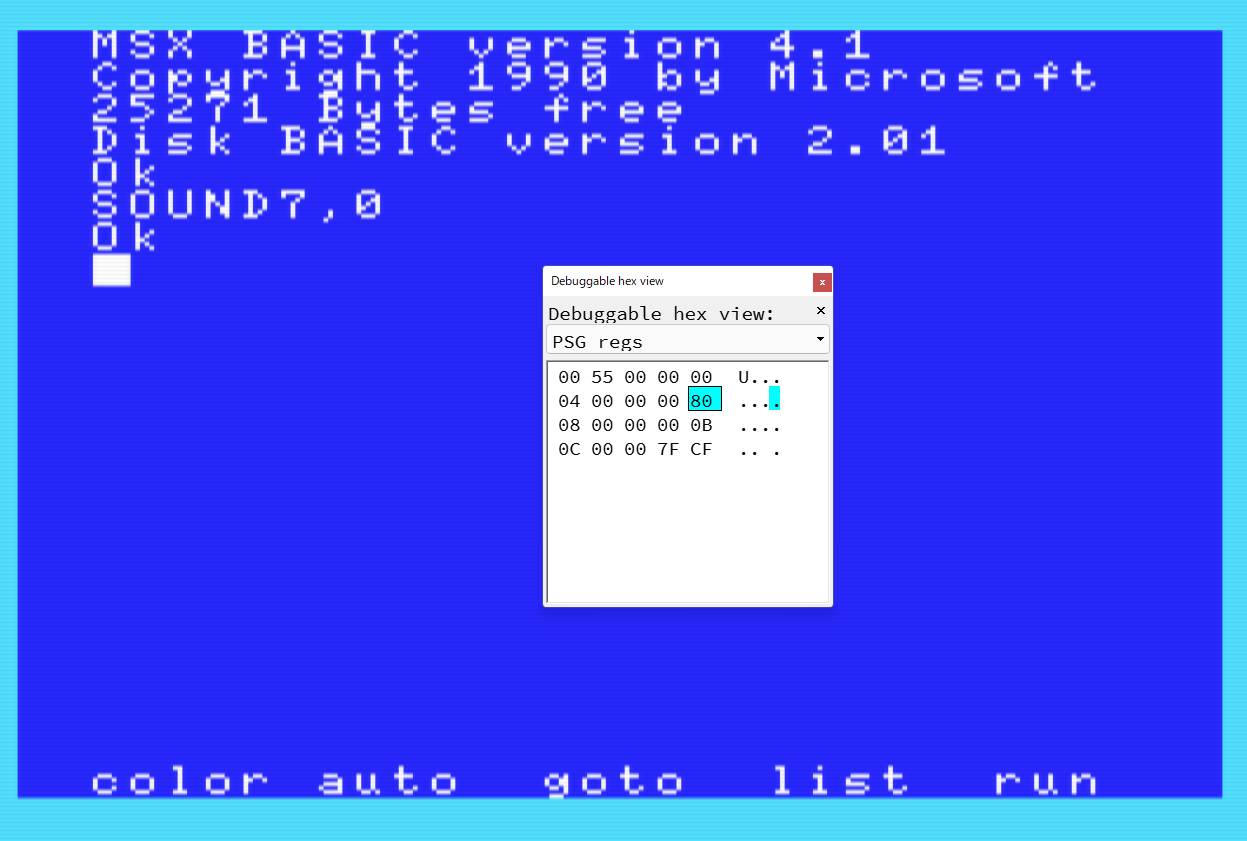 MSX BASIC version 4.1
Copyright 1990 by Microsoft
25271 Bytes free
Disk BASIC version 2.01
Ok
SOUND7,0
Ok
Debuggable hex view
x
Debuggable hex view:
×
PSG regs
00 55 00 00 00 U...
04 00 00 00 80 ....
08 00 00 00 0B ....
0C 00 00 7F CF .. .
color auto goto list run